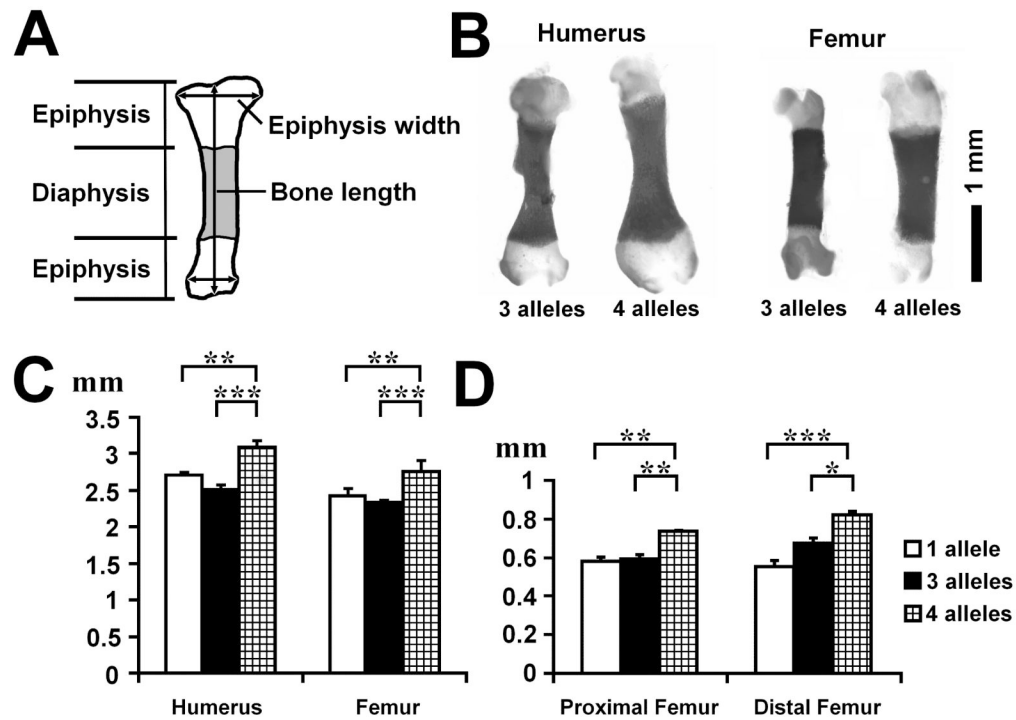 A
Epiphysis
Diaphysis
Epiphysis
Epiphysis width
Bone length
B
Humerus
Femur
3 alleles
4 alleles
3 alleles
4 alleles
1 mm
C
mm
3.5
3
2.5
2
1.5
1
0.5
0
**
***
**
***
Humerus
Femur
D
mm
1
0.8
0.6
0.4
0.2
0
**
**
***
*
Proximal Femur
Distal Femur
1 allele
3 alleles
4 alleles